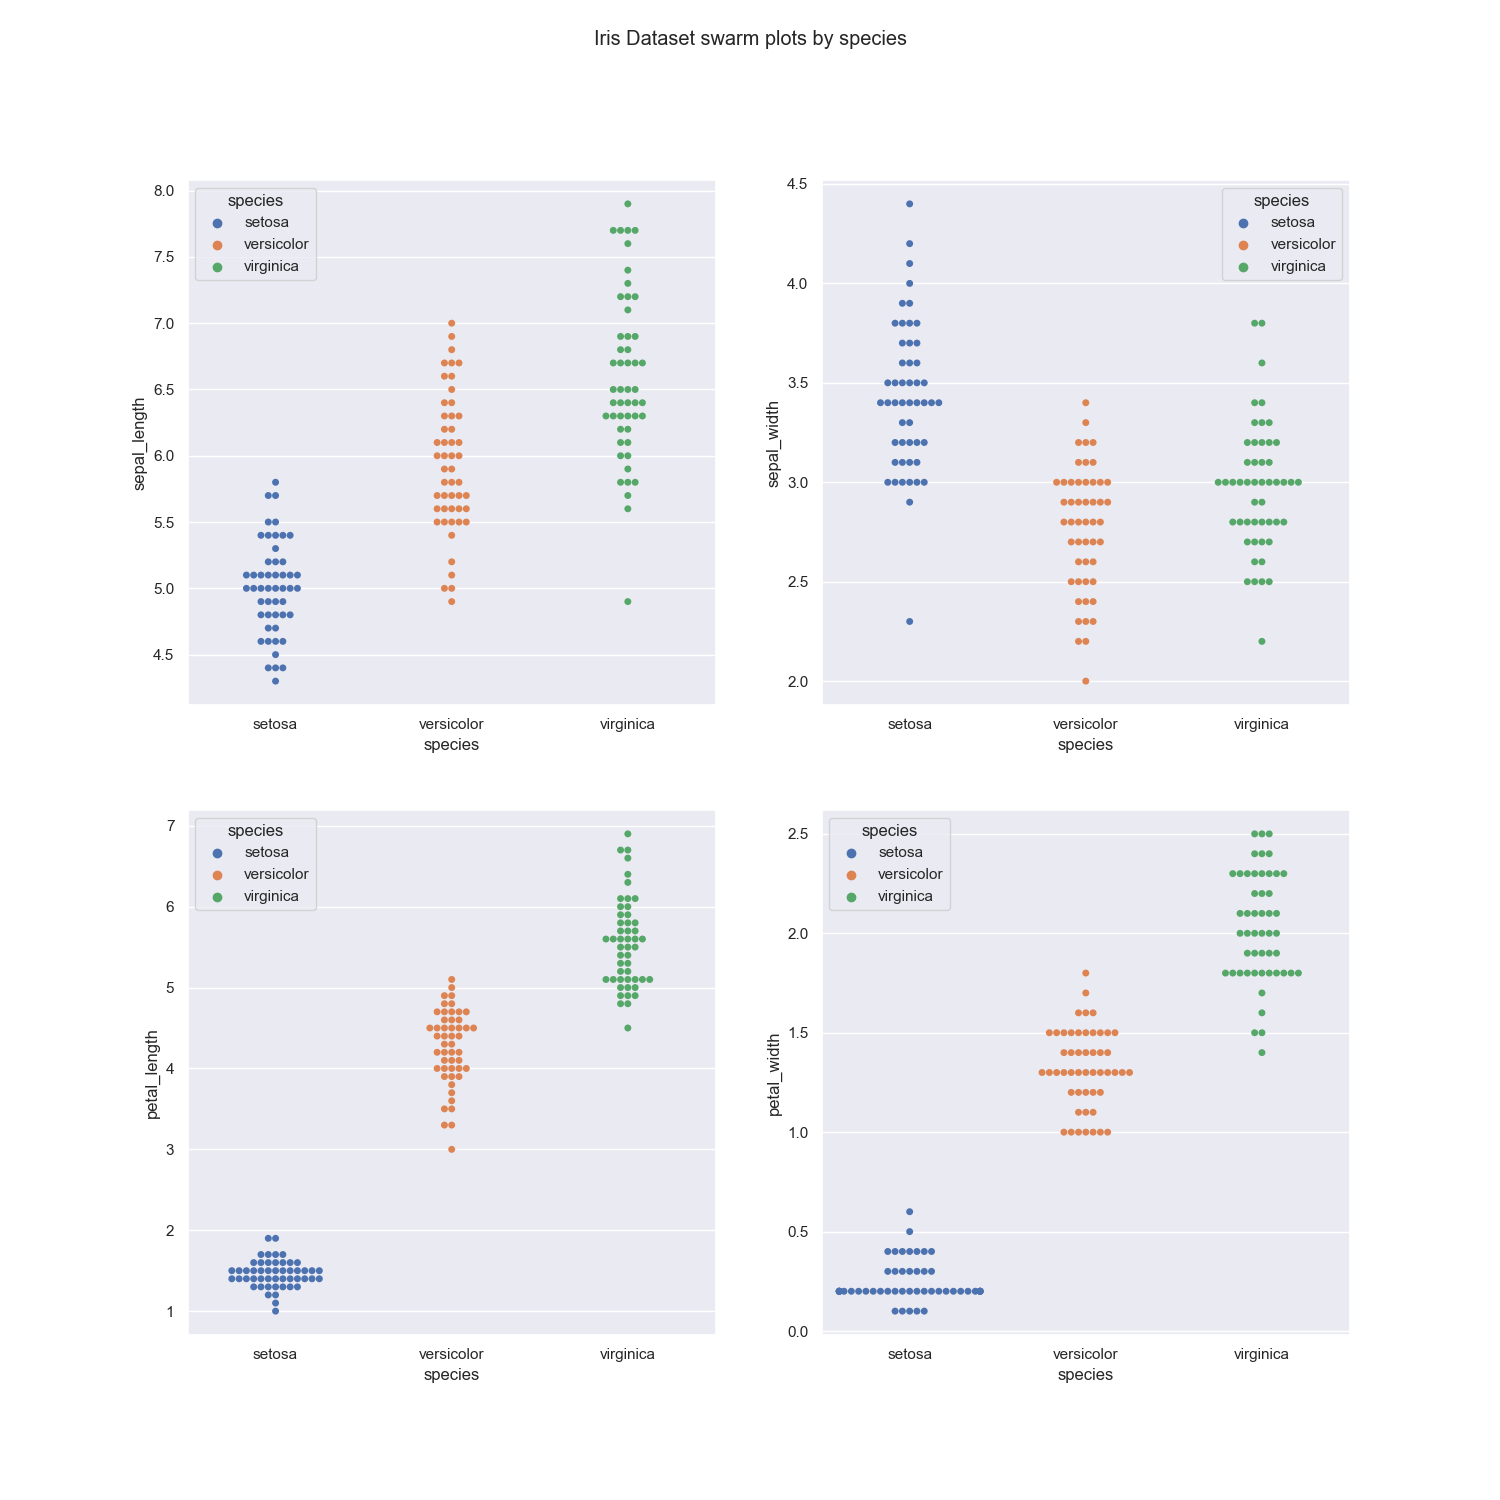 Iris Dataset swarm plots by species
8.0
7.5
7.0
6.5
6.0
5.5
5.0
4.5
sepal_length
species
setosa
versicolor
virginica
setosa
versicolor
virginica
species
4.5
4.0
3.5
3.0
2.5
2.0
sepal_width
species
setosa
versicolor
virginica
setosa
versicolor
virginica
species
7
6
5
4
3
2
1
petal_length
species
setosa
versicolor
virginica
setosa
versicolor
virginica
species
2.5
2.0
1.5
1.0
0.5
0.0
petal_width
species
setosa
versicolor
virginica
setosa
versicolor
virginica
species